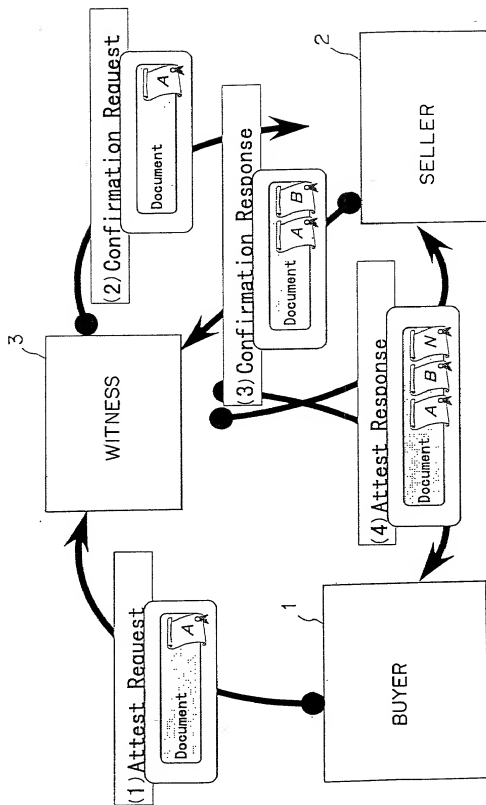 3
WITNESS
(1)Attest Request
Document
A
(2)Confirmation Request
Document
A
(3)Confirmation Response
Document
A
B
(4)Attest Response
Document
A
B
N
1
BUYER
2
SELLER